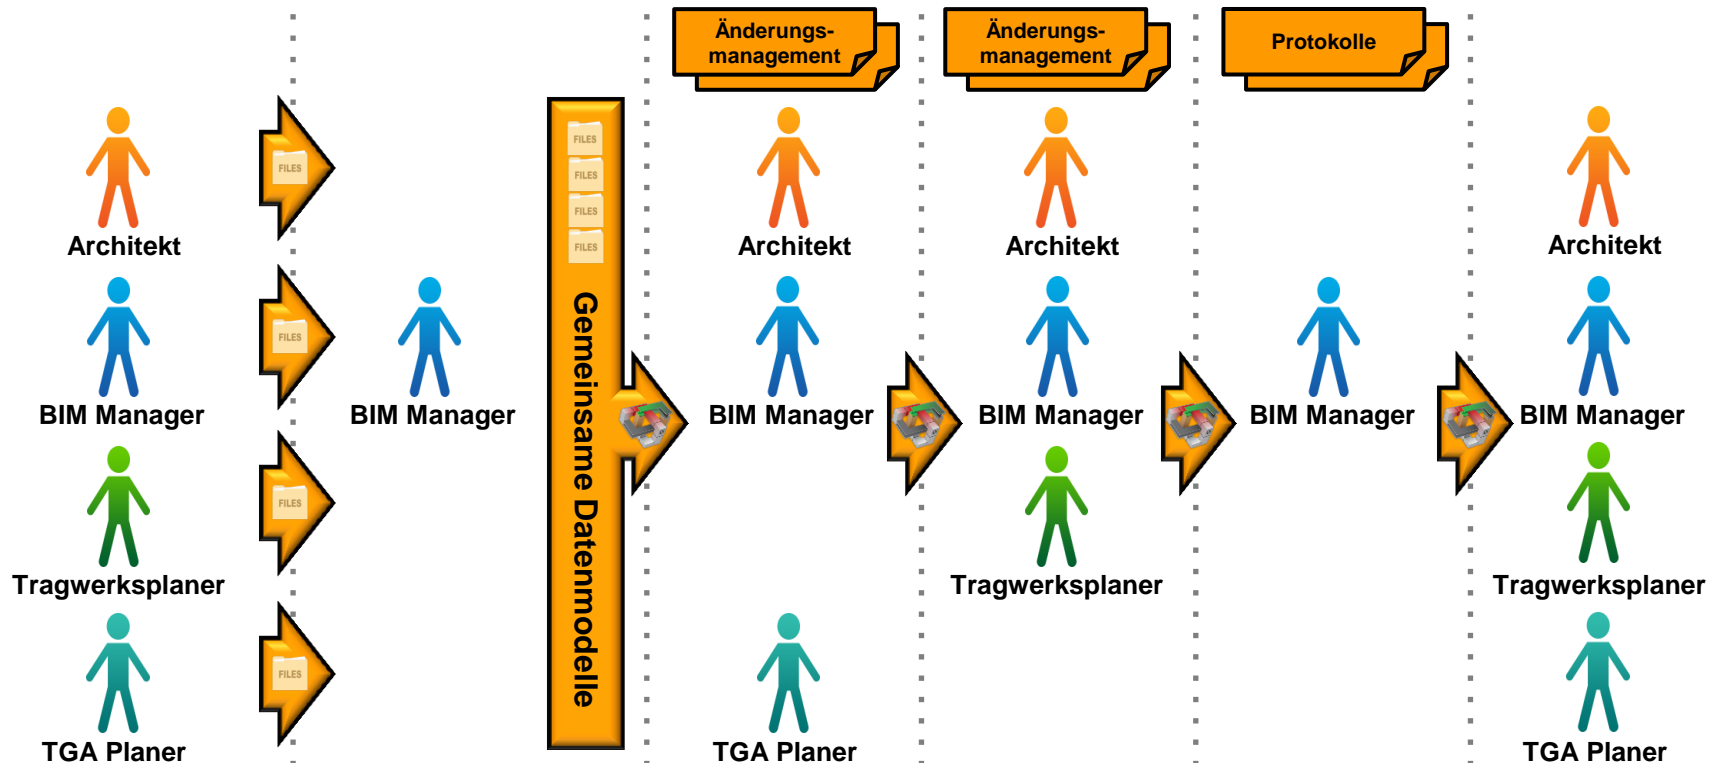 Änderungs-
management
Änderungs-
management
Protokolle
FILES
FILES
FILES
FILES
FILES
FILES
FILES
FILES
Gemeinsame Datenmodelle
Architekt
Architekt
Architekt
Architekt
BIM Manager
BIM Manager
BIM Manager
BIM Manager
BIM Manager
BIM Manager
Tragwerksplaner
Tragwerksplaner
Tragwerksplaner
TGA Planer
TGA Planer
TGA Planer